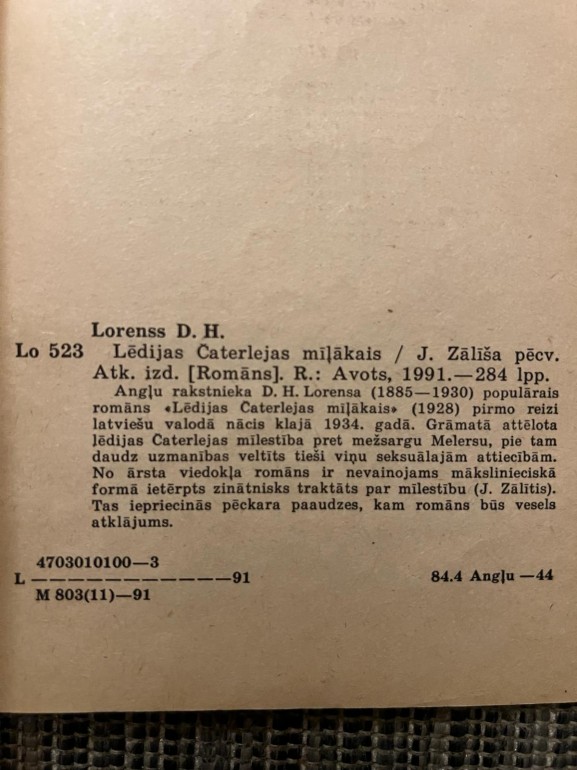 Lorenss D. H.
Lo 523 Lēdijas Čaterlejas mīļākais / J. Zālīša pēcv.
Atk. izd. [Romāns]. R.: Avots, 1991.—284 lpp.
Angļu rakstnieka D. H. Lorensa (1885—1930) populārais
romāns «Lēdijas Čaterlejas mīļākais» (1928) pirmo reizi
latviešu valodā nācis klajā 1934. gadā. Grāmatā attēlota
ļēdijas Čaterlejas mīlestība pret mežsargu Melersu, pie tam
daudz uzmanības veltīts tieši viņu seksuālajām attiecībām.
No ārsta viedokļa romāns ir nevainojams mākslinieciskā
formā ietērpts zinātnisks traktāts par mīlestību (J. Zālītis).
Tas iepriecinās pēckara paaudzes, kam romāns būs vesels
atklājums.
4703010100—3
L ——————————91 84.4 Angļu —44
M 803(11)—91